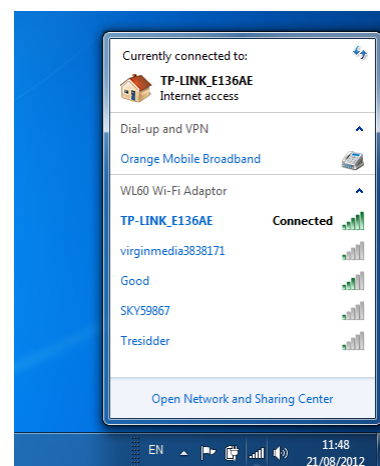 Currently connected to:
TP-LINK_E136AE
Internet access
Dial-up and VPN
Orange Mobile Broadband
WL60 Wi-Fi Adaptor
TP-LINK_E136AE Connected
virginmedia3838171
Good
SKY59867
Tresidder
Open Network and Sharing Center
EN 11:48
21/08/2012